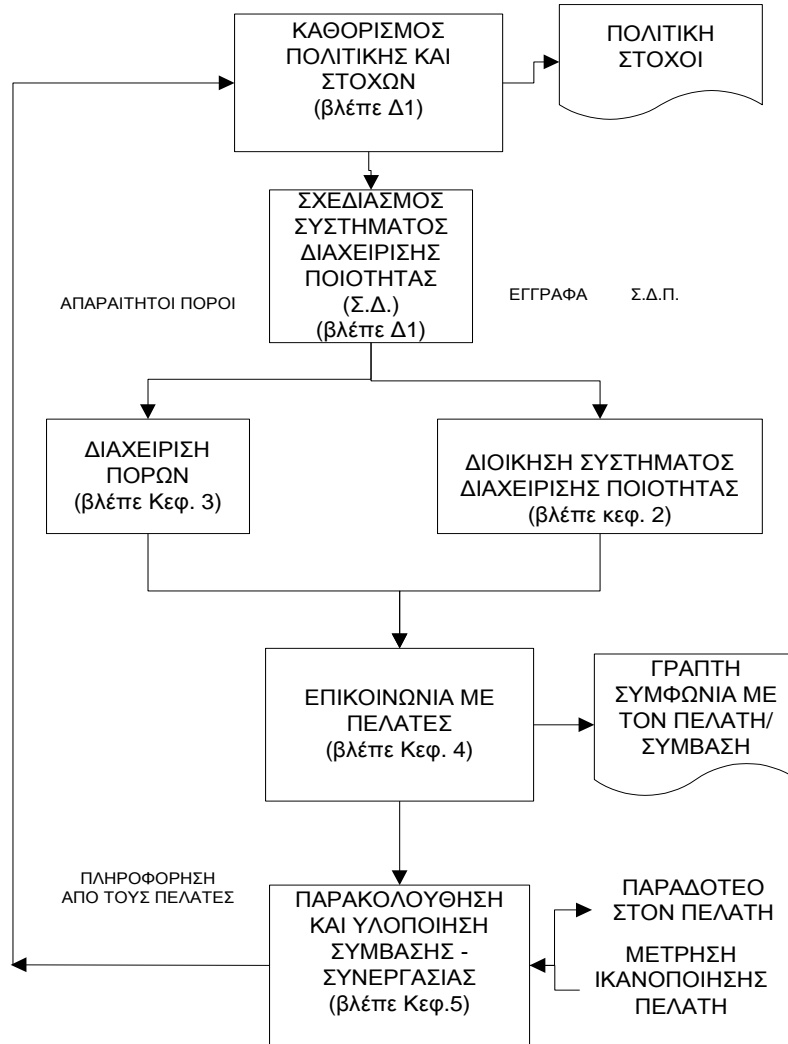 ΚΑΘΟΡΙΣΜΟΣ
ΠΟΛΙΤΙΚΗΣ ΚΑΙ
ΣΤΟΧΩΝ
(βλέπε Δ1)
ΠΟΛΙΤΙΚΗ
ΣΤΟΧΟΙ
ΣΧΕΔΙΑΣΜΟΣ
ΣΥΣΤΗΜΑΤΟΣ
ΔΙΑΧΕΙΡΙΣΗΣ
ΠΟΙΟΤΗΤΑΣ
(Σ.Δ.)
(βλέπε Δ1)
ΑΠΑΡΑΙΤΗΤΟΙ ΠΟΡΟΙ
ΕΓΓΡΑΦΑ Σ.Δ.Π.
ΔΙΑΧΕΙΡΙΣΗ
ΠΟΡΩΝ
(βλέπε Κεφ. 3)
ΔΙΟΙΚΗΣΗ ΣΥΣΤΗΜΑΤΟΣ
ΔΙΑΧΕΙΡΙΣΗΣ ΠΟΙΟΤΗΤΑΣ
(βλέπε κεφ. 2)
ΕΠΙΚΟΙΝΩΝΙΑ ΜΕ
ΠΕΛΑΤΕΣ
(βλέπε Κεφ. 4)
ΓΡΑΠΤΗ
ΣΥΜΦΩΝΙΑ ΜΕ
ΤΟΝ ΠΕΛΑΤΗ/
ΣΥΜΒΑΣΗ
ΠΛΗΡΟΦΟΡΗΣΗ
ΑΠΟ ΤΟΥΣ ΠΕΛΑΤΕΣ
ΠΑΡΑΚΟΛΟΥΘΗΣΗ
ΚΑΙ ΥΛΟΠΟΙΗΣΗ
ΣΥΜΒΑΣΗΣ -
ΣΥΝΕΡΓΑΣΙΑΣ
(βλέπε Κεφ.5)
ΠΑΡΑΔΟΤΕΟ
ΣΤΟΝ ΠΕΛΑΤΗ
ΜΕΤΡΗΣΗ
ΙΚΑΝΟΠΟΙΗΣΗΣ
ΠΕΛΑΤΗ